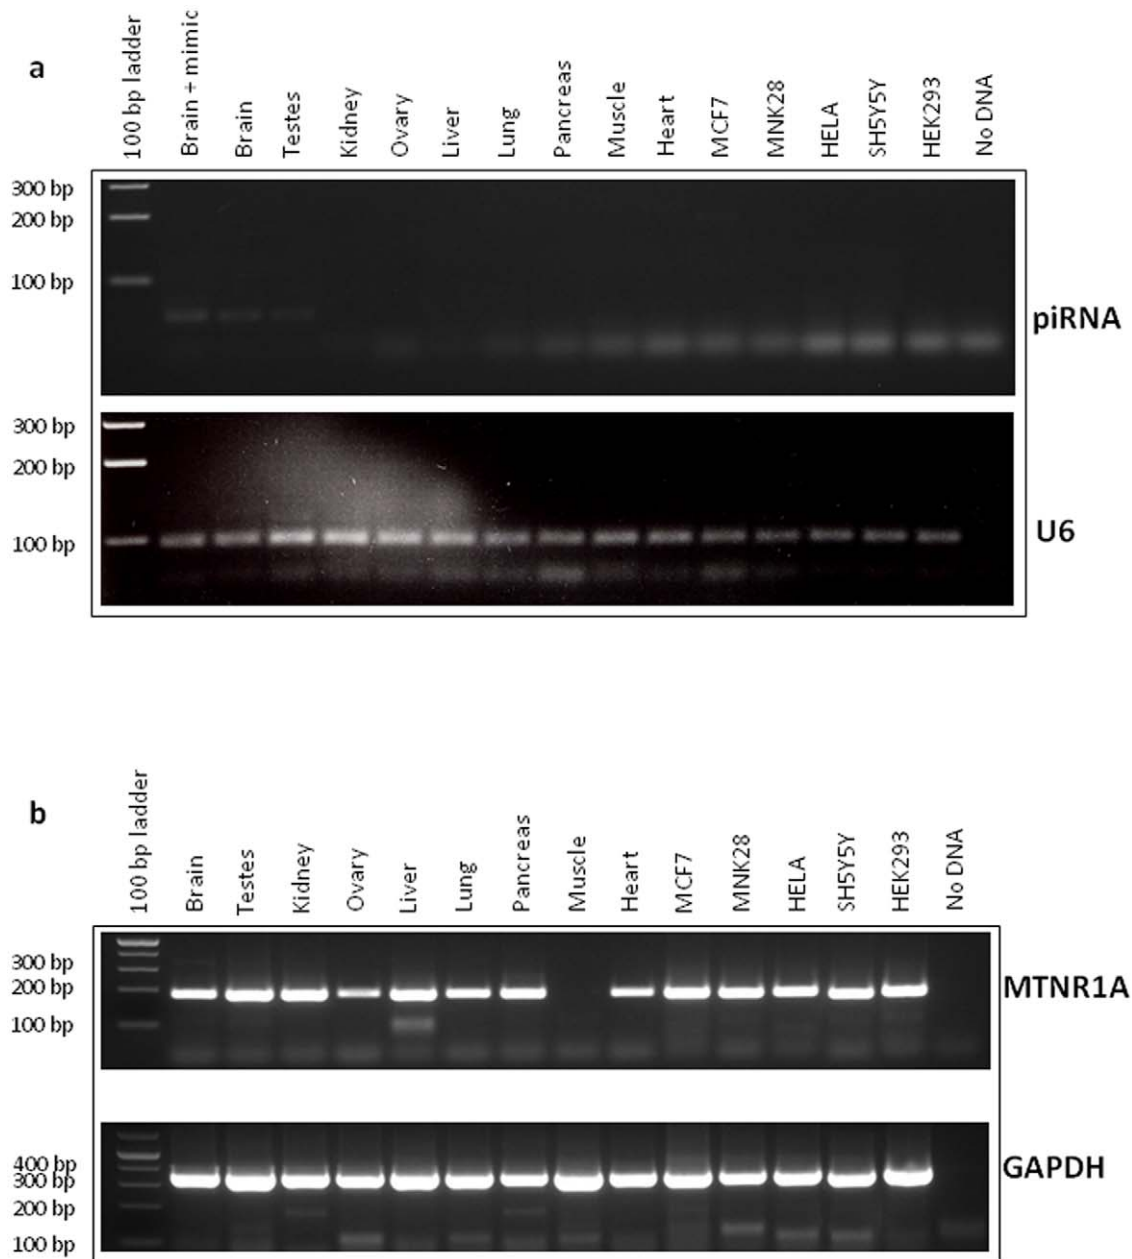 a
100 bp ladder
Brain + mimic
Brain
Testes
Kidney
Ovary
Liver
Lung
Pancreas
Muscle
Heart
MCF7
MNK28
HELA
SH5Y5Y
HEK293
No DNA
300 bp
200 bp
100 bp
piRNA
300 bp
200 bp
100 bp
U6
b
100 bp ladder
Brain
Testes
Kidney
Ovary
Liver
Lung
Pancreas
Muscle
Heart
MCF7
MNK28
HELA
SH5Y5Y
HEK293
No DNA
300 bp
200 bp
100 bp
MTNR1A
400 bp
300 bp
200 bp
100 bp
GAPDH